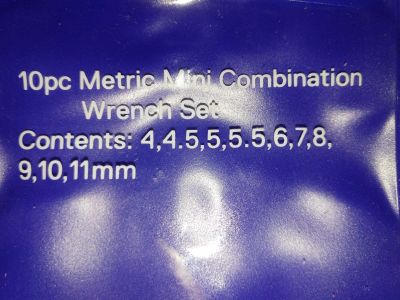 10pc Metric Mini Combination
Wrench Set
Contents: 4,4.5,5,5.5,6,7,8,
9,10,11mm